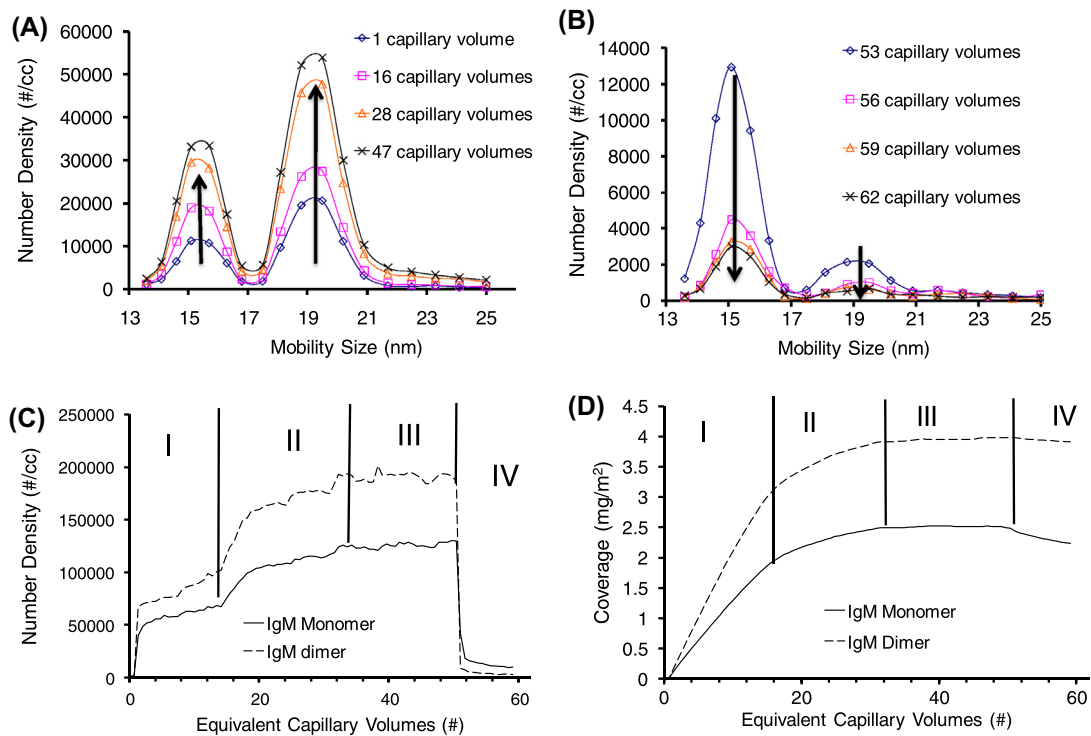 (A)
60000
50000
40000
30000
20000
10000
0
Number Density (#/cc)
13 15 17 19 21 23 25
Mobility Size (nm)
1 capillary volume
16 capillary volumes
28 capillary volumes
47 capillary volumes
(B)
14000
12000
10000
8000
6000
4000
2000
0
Number Density (#/cc)
13 15 17 19 21 23 25
Mobility Size (nm)
53 capillary volumes
56 capillary volumes
59 capillary volumes
62 capillary volumes
(C)
250000
200000
150000
100000
50000
0
Number Density (#/cc)
I II III IV
IgM Monomer
IgM dimer
0 20 40 60
Equivalent Capillary Volumes (#)
(D)
4.5
4
3.5
3
2.5
2
1.5
1
0.5
0
Coverage (mg/m²)
I II III IV
IgM Monomer
IgM Dimer
0 20 40 60
Equivalent Capillary Volumes (#)